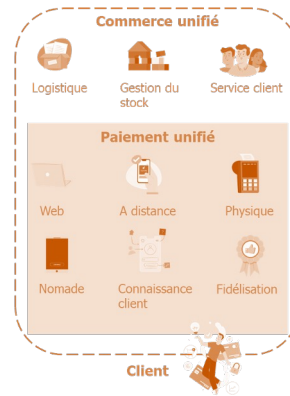 Commerce unifié
Logistique
Gestion du
stock
Service client
Paiement unifié
Web
A distance
Physique
Nomade
Connaissance
client
Fidélisation
Client